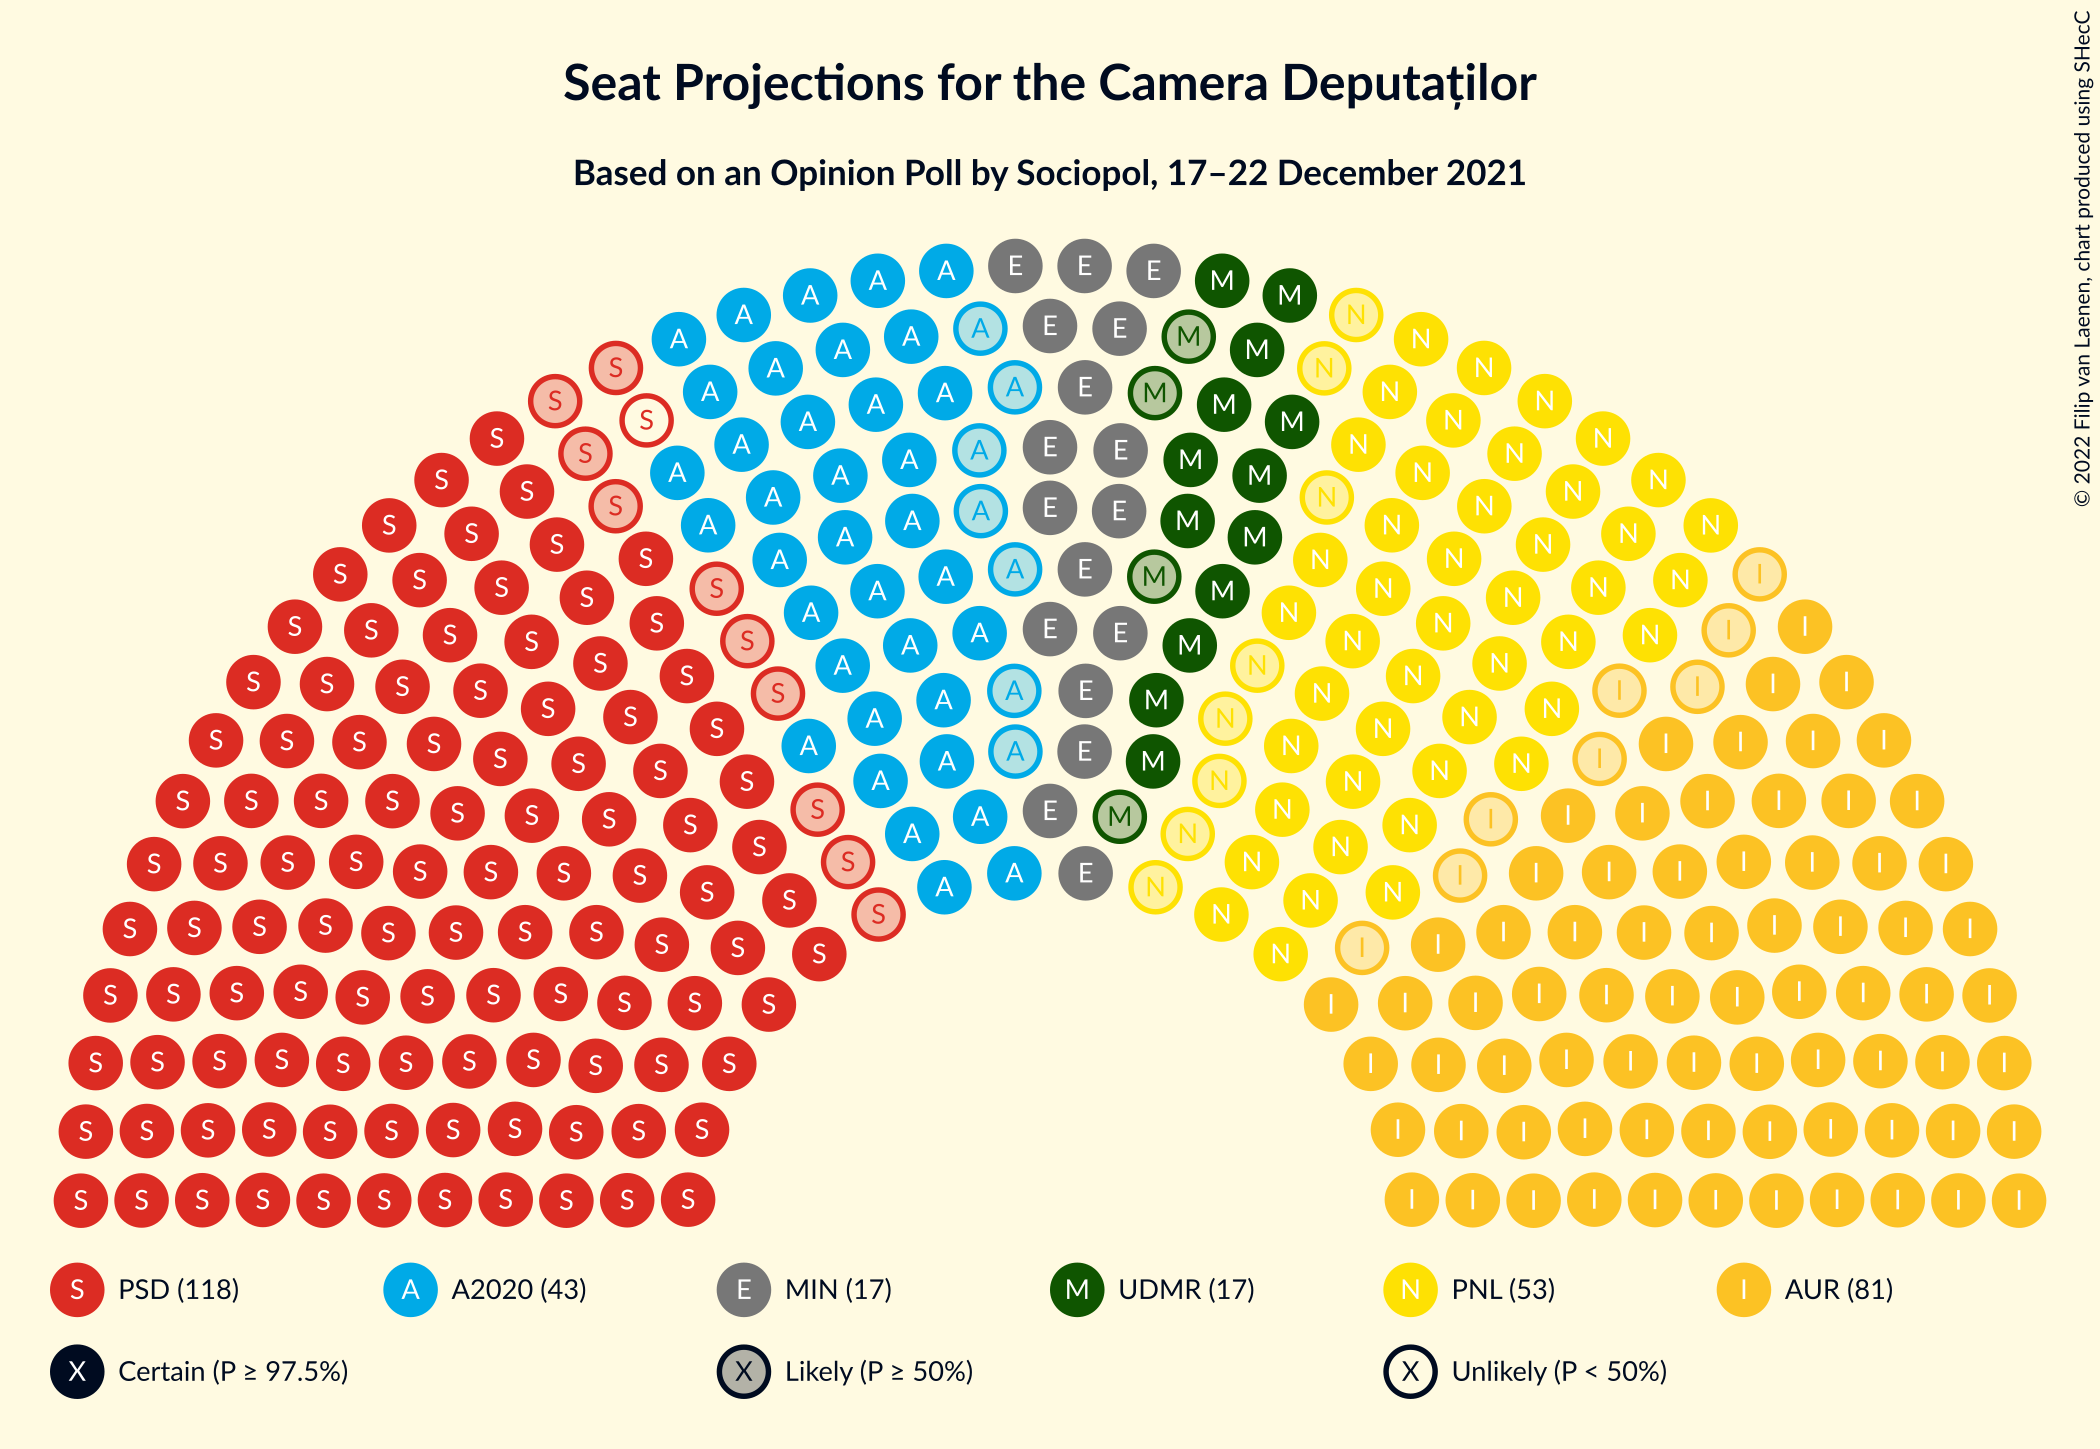 Seat Projections for the Camera Deputaților
Based on an Opinion Poll by Sociopol, 17–22 December 2021
© 2022 Filip van Laenen, chart produced using SHecC
S PSD (118) A A2020 (43) E MIN (17) M UDMR (17) N PNL (53) I AUR (81)
X Certain (P ≥ 97.5%) X Likely (P ≥ 50%) X Unlikely (P < 50%)